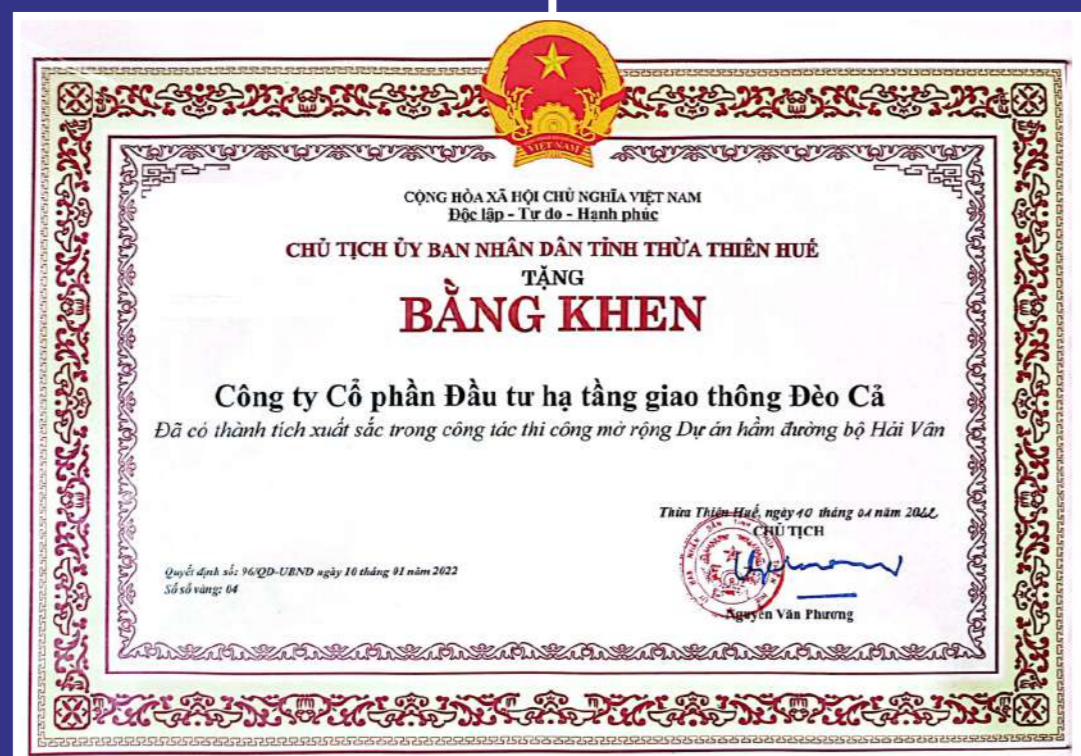 VIỆT NAM
CỘNG HÒA XÃ HỘI CHỦ NGHĨA VIỆT NAM
Độc lập - Tự do - Hạnh phúc
CHỦ TỊCH ỦY BAN NHÂN DÂN TỈNH THỪA THIÊN HUẾ
TẶNG
BẰNG KHEN
Công ty Cổ phần Đầu tư hạ tầng giao thông Đèo Cả
Đã có thành tích xuất sắc trong công tác thi công mở rộng Dự án hầm đường bộ Hải Vân
Thừa Thiên Huế, ngày 10 tháng 01 năm 2022
CHỦ TỊCH
Quyết định số: 96/QD-UBND ngày 10 tháng 01 năm 2022
Số sổ vàng: 04
Nguyễn Văn Phương